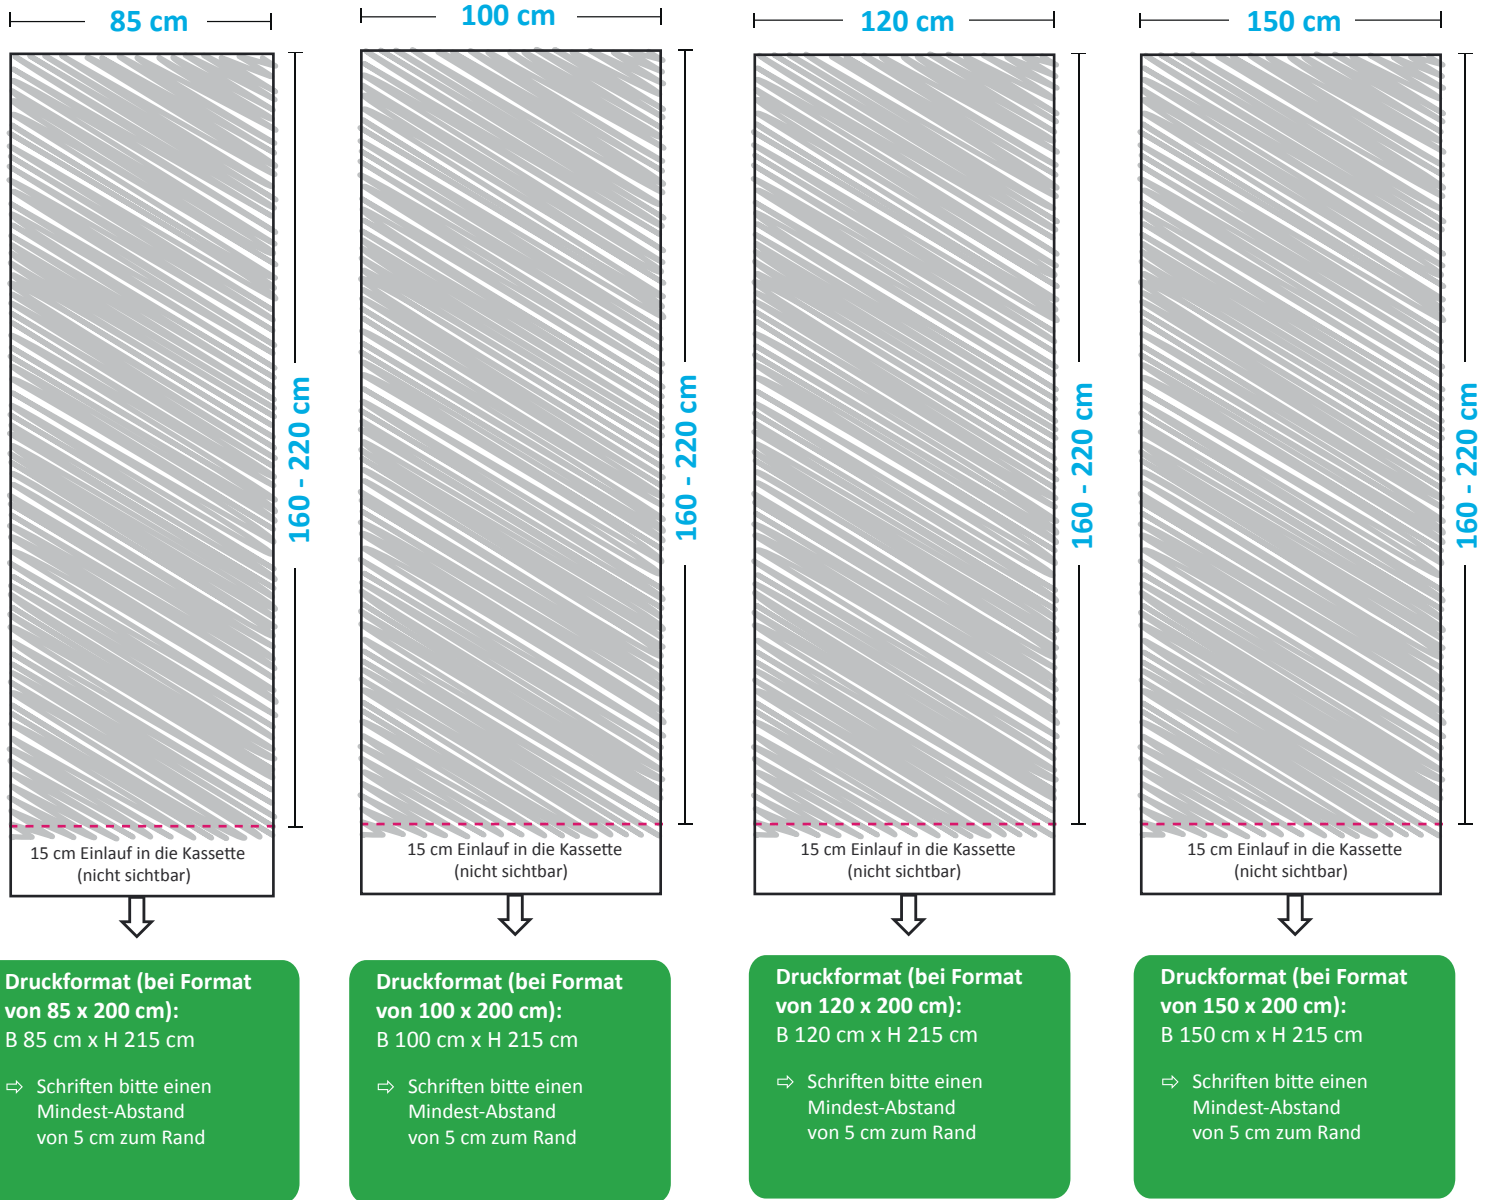 85 cm
160 - 220 cm
15 cm Einlauf in die Kassette
(nicht sichtbar)
Druckformat (bei Format
von 85 x 200 cm):
B 85 cm x H 215 cm
⇨ Schriften bitte einen
Mindest-Abstand
von 5 cm zum Rand
100 cm
160 - 220 cm
15 cm Einlauf in die Kassette
(nicht sichtbar)
Druckformat (bei Format
von 100 x 200 cm):
B 100 cm x H 215 cm
⇨ Schriften bitte einen
Mindest-Abstand
von 5 cm zum Rand
120 cm
160 - 220 cm
15 cm Einlauf in die Kassette
(nicht sichtbar)
Druckformat (bei Format
von 120 x 200 cm):
B 120 cm x H 215 cm
⇨ Schriften bitte einen
Mindest-Abstand
von 5 cm zum Rand
150 cm
160 - 220 cm
15 cm Einlauf in die Kassette
(nicht sichtbar)
Druckformat (bei Format
von 150 x 200 cm):
B 150 cm x H 215 cm
⇨ Schriften bitte einen
Mindest-Abstand
von 5 cm zum Rand